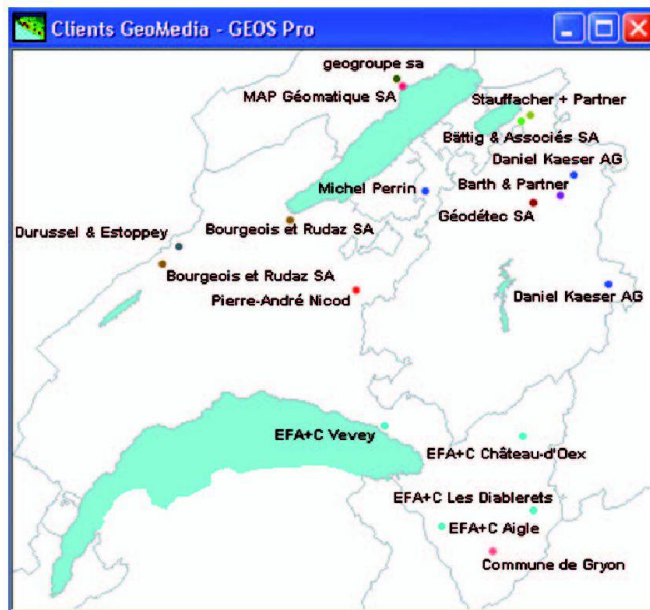 Clients GeoMedia - GEOS Pro
geogroupe sa
MAP Géomatique SA
Stauffacher + Partner
Bättig & Associés SA
Daniel Kaeser AG
Michel Perrin
Barth & Partner
Géodétec SA
Bourgeois et Rudaz SA
Durussel & Estoppey
Bourgeois et Rudaz SA
Pierre-André Nicod
Daniel Kaeser AG
EFA+C Vevey
EFA+C Château-d'Oex
EFA+C Les Diablerets
EFA+C Aigle
Commune de Gryon